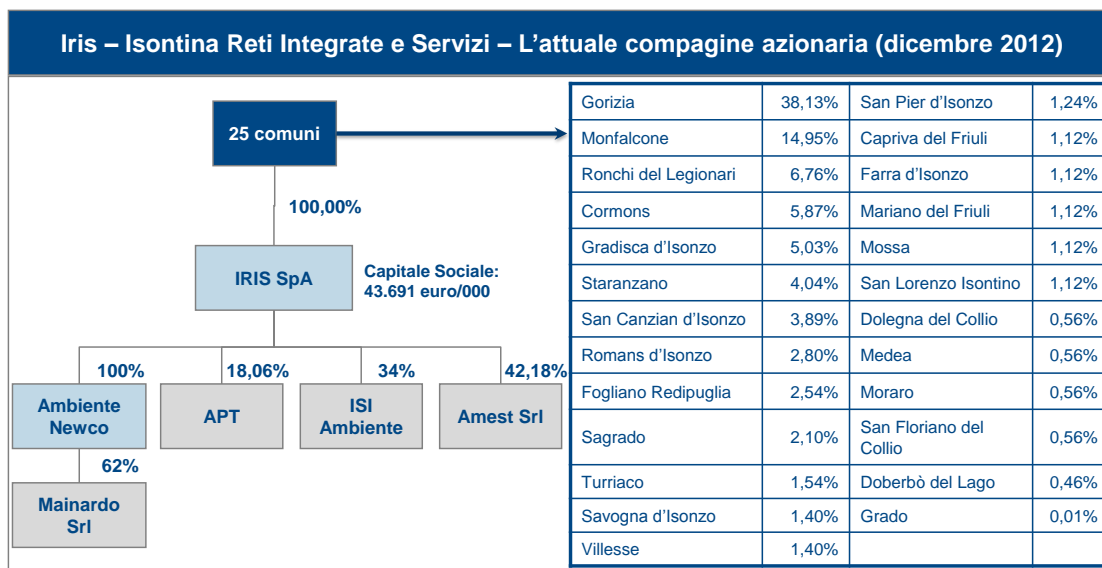 Iris – Isontina Reti Integrate e Servizi – L'attuale compagine azionaria (dicembre 2012)
25 comuni
100,00%
IRIS SpA
Capitale Sociale:
43.691 euro/000
100%
18,06%
34%
42,18%
Ambiente
Newco
APT
ISI
Ambiente
Amest Srl
62%
Mainardo
Srl
Gorizia 38,13% San Pier d'Isonzo 1,24%
Monfalcone 14,95% Capriva del Friuli 1,12%
Ronchi del Legionari 6,76% Farra d'Isonzo 1,12%
Cormons 5,87% Mariano del Friuli 1,12%
Gradisca d'Isonzo 5,03% Mossa 1,12%
Staranzano 4,04% San Lorenzo Isontino 1,12%
San Canzian d'Isonzo 3,89% Dolegna del Collio 0,56%
Romans d'Isonzo 2,80% Medea 0,56%
Fogliano Redipuglia 2,54% Moraro 0,56%
Sagrado 2,10% San Floriano del
Collio 0,56%
Turriaco 1,54% Doberbò del Lago 0,46%
Savogna d'Isonzo 1,40% Grado 0,01%
Villesse 1,40%